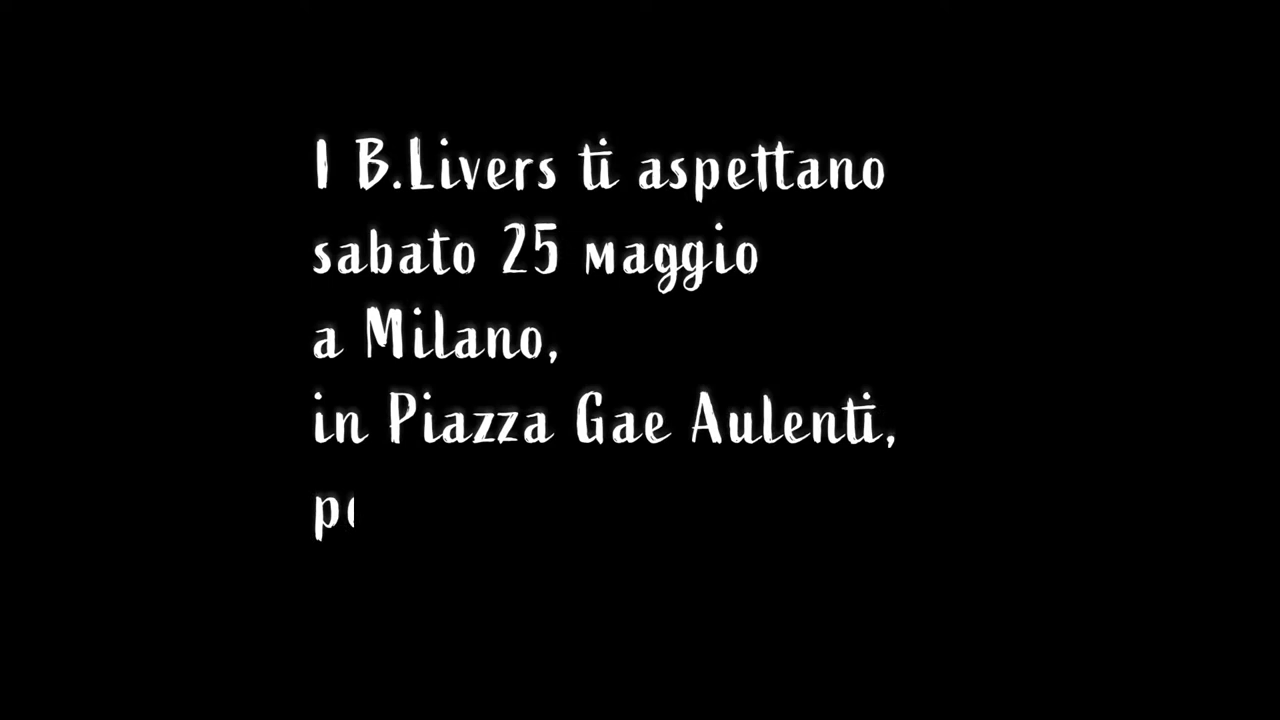 I B.Livers ti aspettano
sabato 25 maggio
a Milano,
in Piazza Gae Aulenti,